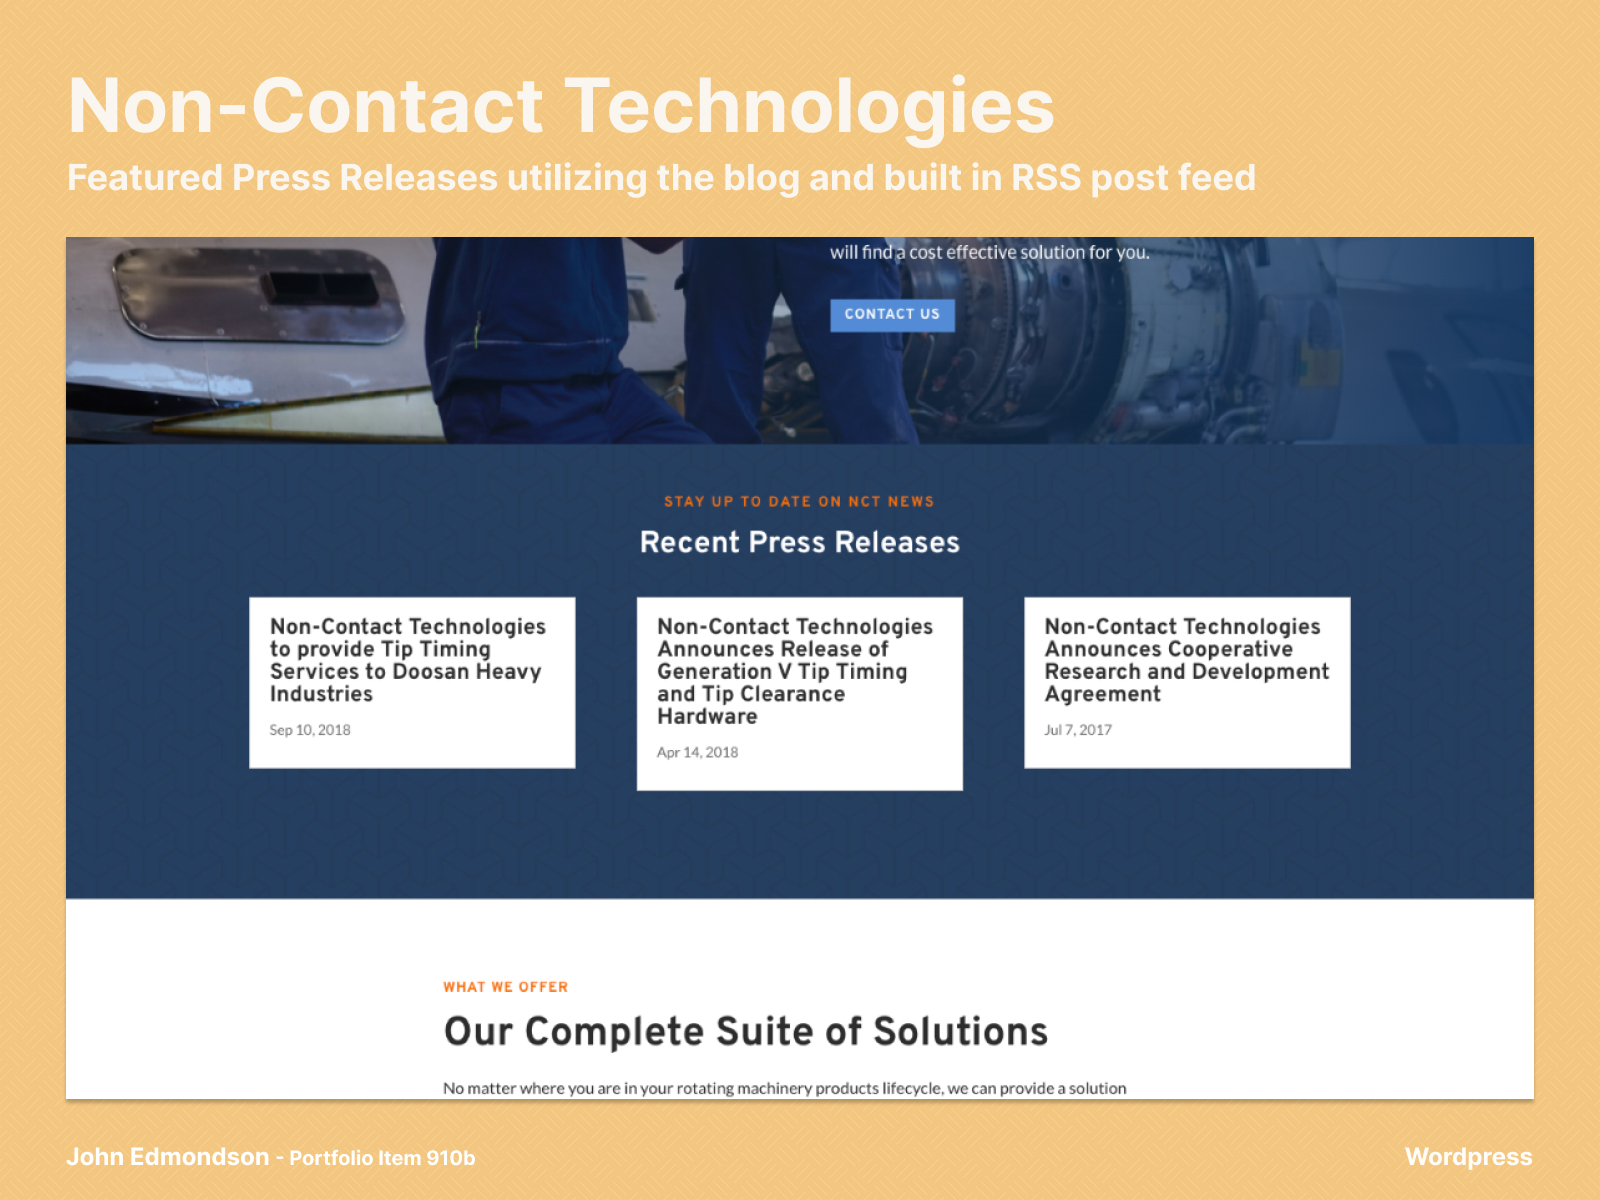 Non-Contact Technologies
Featured Press Releases utilizing the blog and built in RSS post feed
will find a cost effective solution for you.
CONTACT US
STAY UP TO DATE ON NCT NEWS
Recent Press Releases
Non-Contact Technologies
to provide Tip Timing
Services to Doosan Heavy
Industries
Sep 10, 2018
Non-Contact Technologies
Announces Release of
Generation V Tip Timing
and Tip Clearance
Hardware
Apr 14, 2018
Non-Contact Technologies
Announces Cooperative
Research and Development
Agreement
Jul 7, 2017
WHAT WE OFFER
Our Complete Suite of Solutions
No matter where you are in your rotating machinery products lifecycle, we can provide a solution
John Edmondson - Portfolio Item 910b
Wordpress